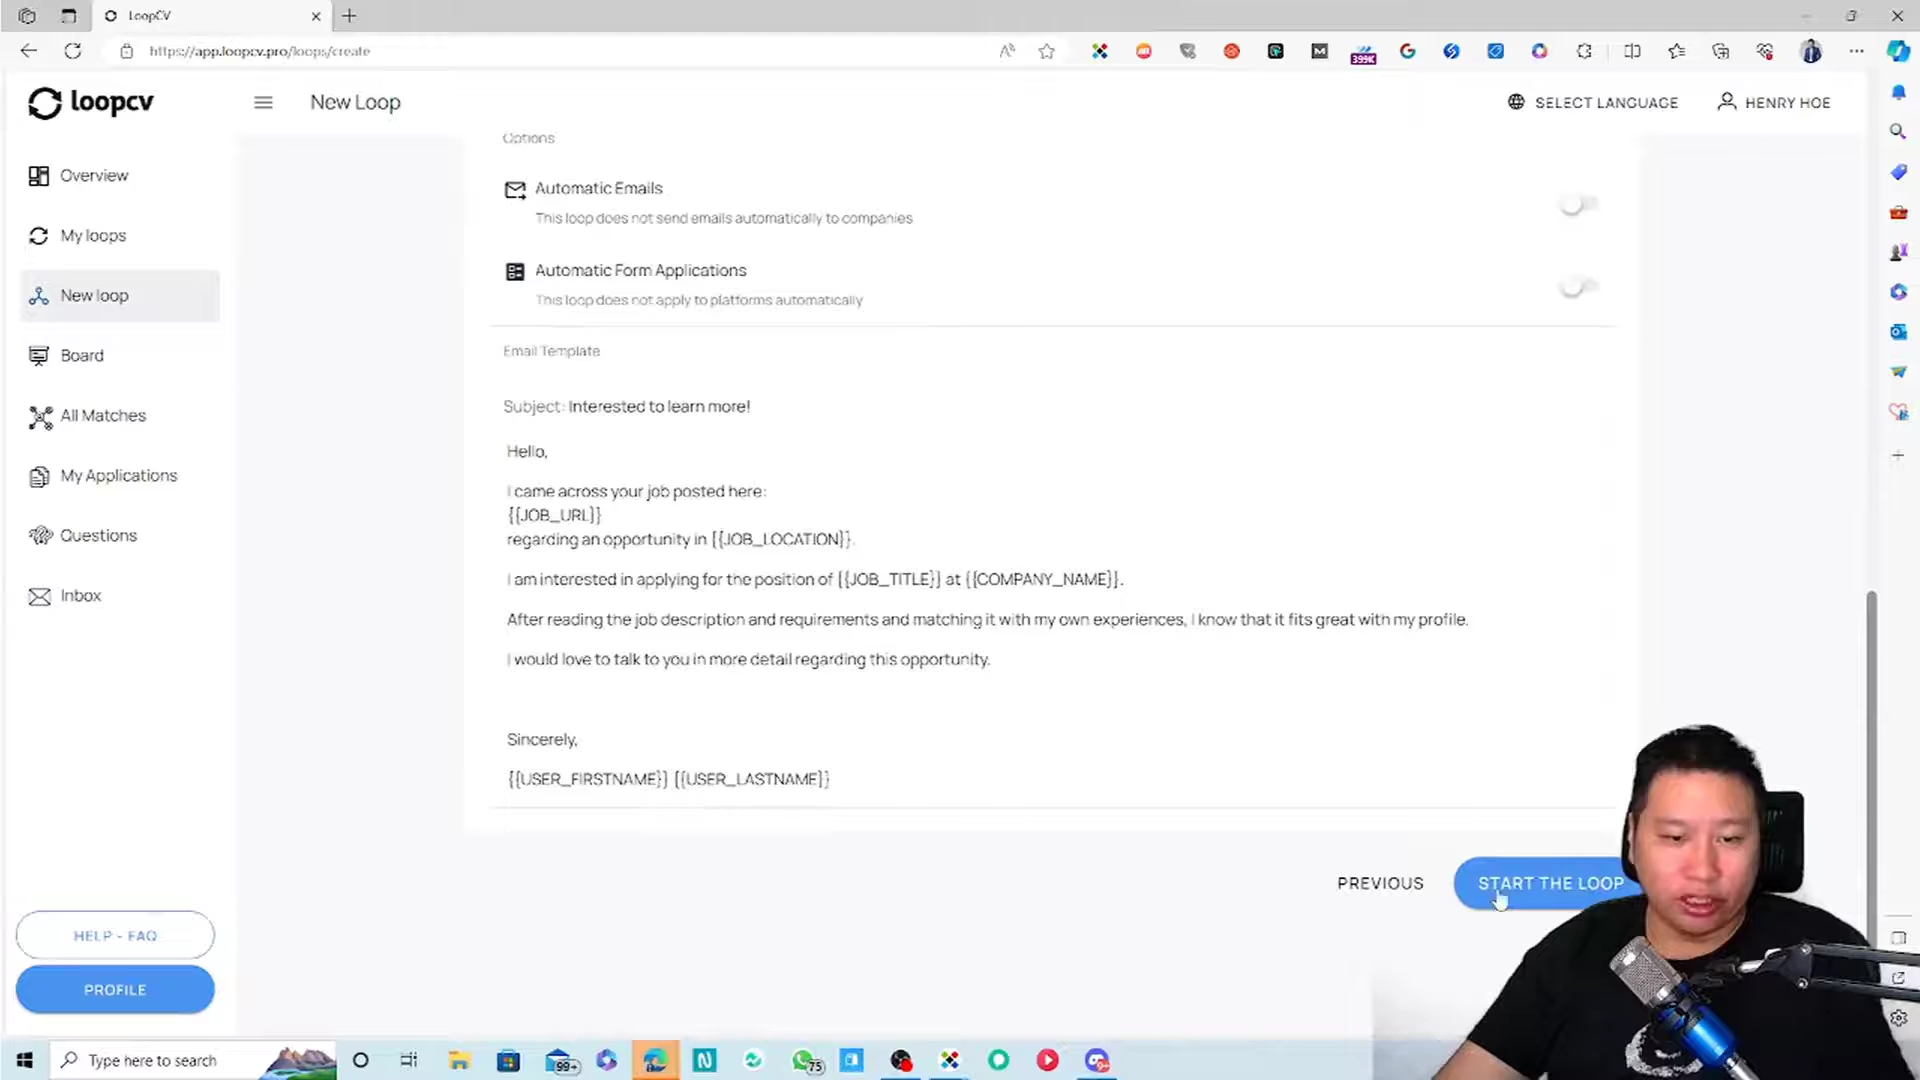 LoopCV
https://app.loopcv.pro/loops/create
399K
loopcv
New Loop
SELECT LANGUAGE
HENRY HOE
Overview
My loops
New loop
Board
All Matches
My Applications
Questions
Inbox
HELP - FAQ
PROFILE
Options
Automatic Emails
This loop does not send emails automatically to companies
Automatic Form Applications
This loop does not apply to platforms automatically
Email Template
Subject: Interested to learn more!
Hello,
I came across your job posted here:
{{JOB_URL}}
regarding an opportunity in {{JOB_LOCATION}}.
I am interested in applying for the position of {{JOB_TITLE}} at {{COMPANY_NAME}}.
After reading the job description and requirements and matching it with my own experiences, I know that it fits great with my profile.
I would love to talk to you in more detail regarding this opportunity.
Sincerely,
{{USER_FIRSTNAME}} {{USER_LASTNAME}}
PREVIOUS
START THE LOOP
Type here to search
99+
75